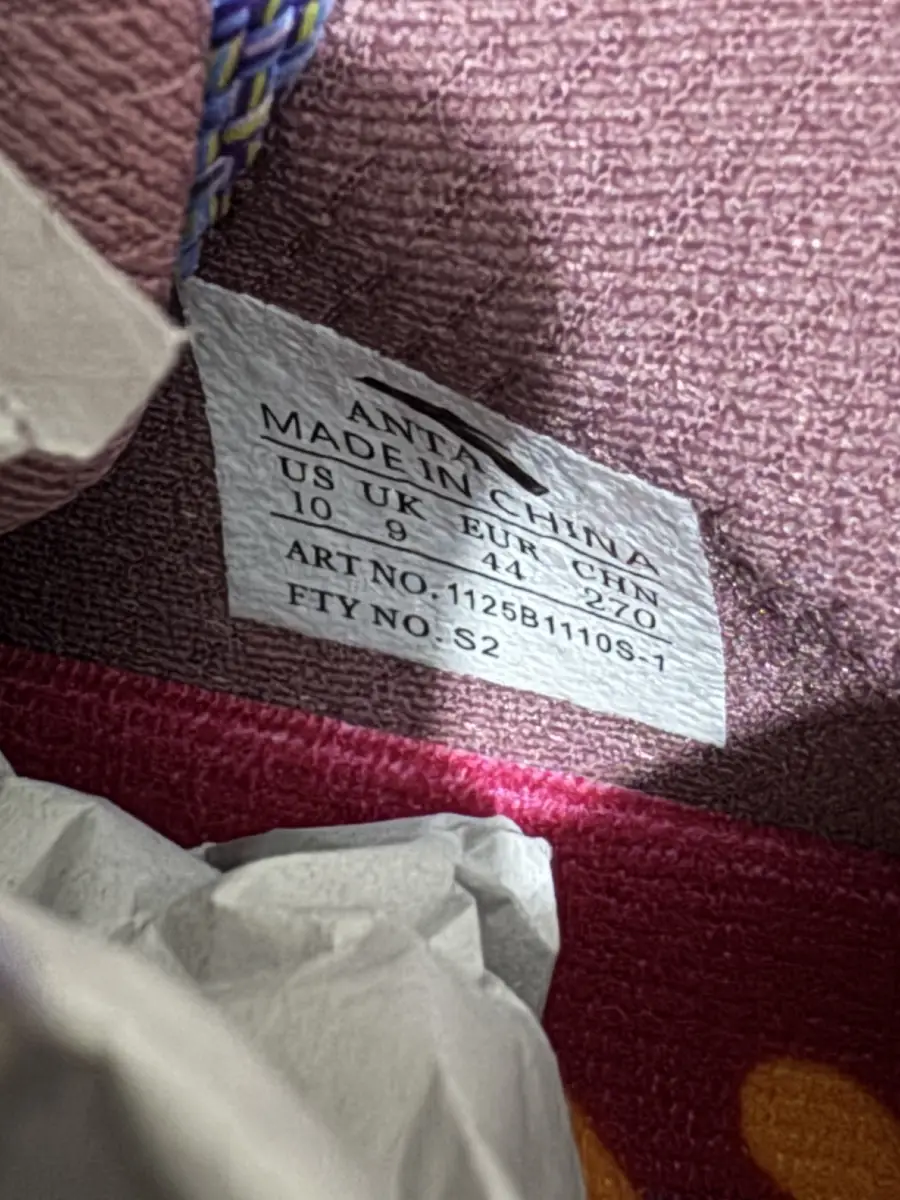 ANTA
MADE IN CHINA
US UK EUR CHN
10 9 44 270
ART NO. 1125B1110S-1
FTY NO. S2